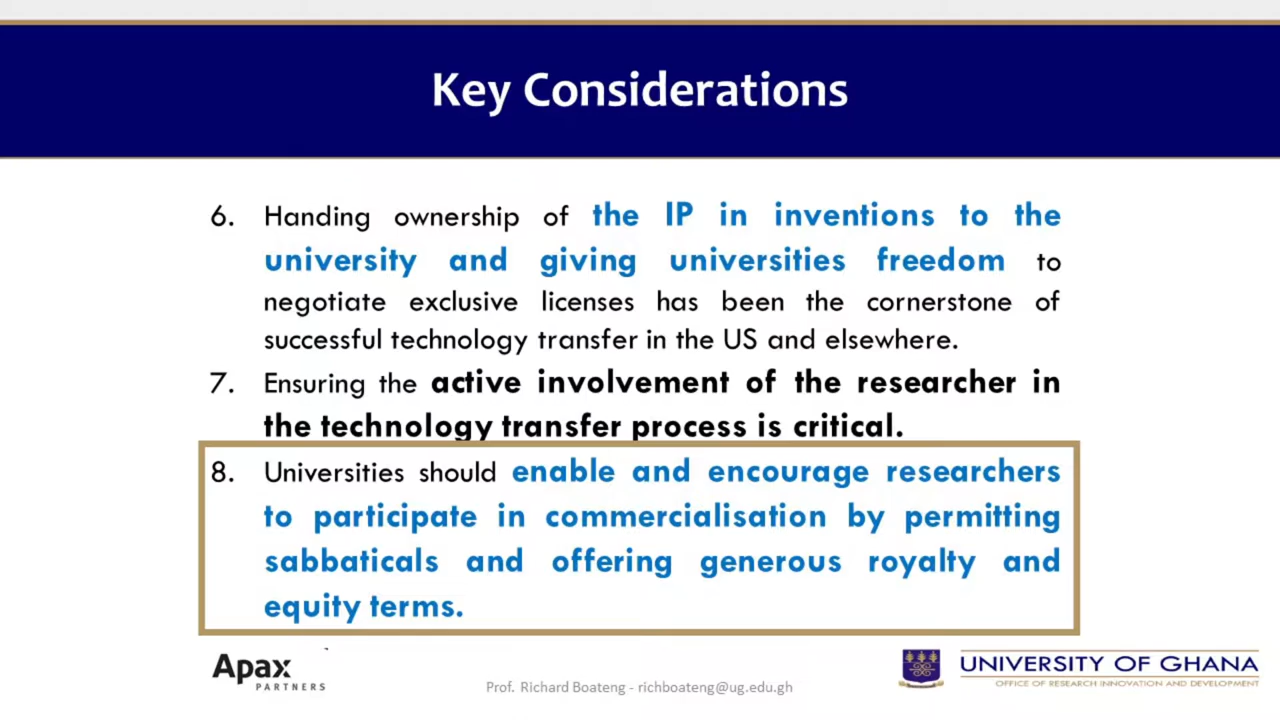 Key Considerations
6. Handing ownership of the IP in inventions to the
university and giving universities freedom to
negotiate exclusive licenses has been the cornerstone of
successful technology transfer in the US and elsewhere.
7. Ensuring the active involvement of the researcher in
the technology transfer process is critical.
8. Universities should enable and encourage researchers
to participate in commercialisation by permitting
sabbaticals and offering generous royalty and
equity terms.
Apax
PARTNERS
Prof. Richard Boateng - richboateng@ug.edu.gh
UNIVERSITY OF GHANA
OFFICE OF RESEARCH INNOVATION AND DEVELOPMENT